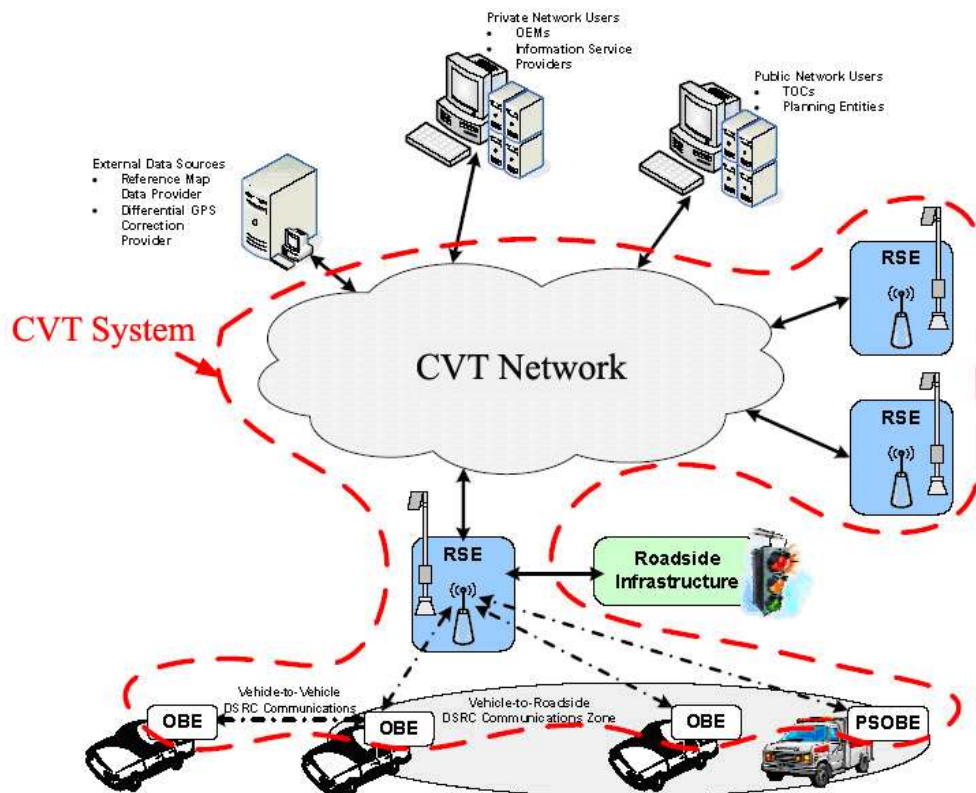 Private Network Users
• OEMs
• Information Service
Providers
Public Network Users
• TOCs
• Planning Entities
External Data Sources
• Reference Map
Data Provider
• Differential GPS
Correction
Provider
RSE
CVT System
CVT Network
RSE
RSE
Roadside
Infrastructure
Vehicle-to-Vehicle
DSRC Communications
Vehicle-to-Roadside
DSRC Communications Zone
OBE
OBE
OBE
PSOBE